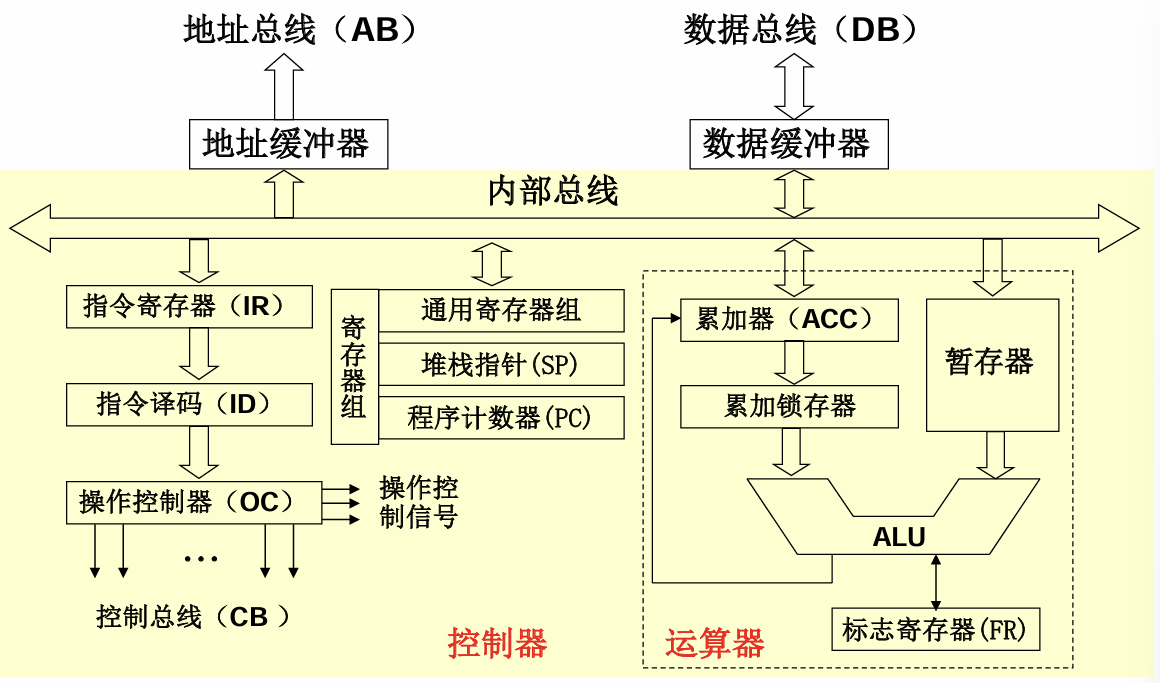 地址总线（AB）
数据总线（DB）
地址缓冲器
数据缓冲器
内部总线
指令寄存器（IR）
指令译码（ID）
操作控制器（OC）
操作控
制信号
···
控制总线（CB ）
寄存器组
通用寄存器组
堆栈指针(SP)
程序计数器(PC)
控制器
累加器（ACC）
累加锁存器
暂存器
ALU
标志寄存器(FR)
运算器